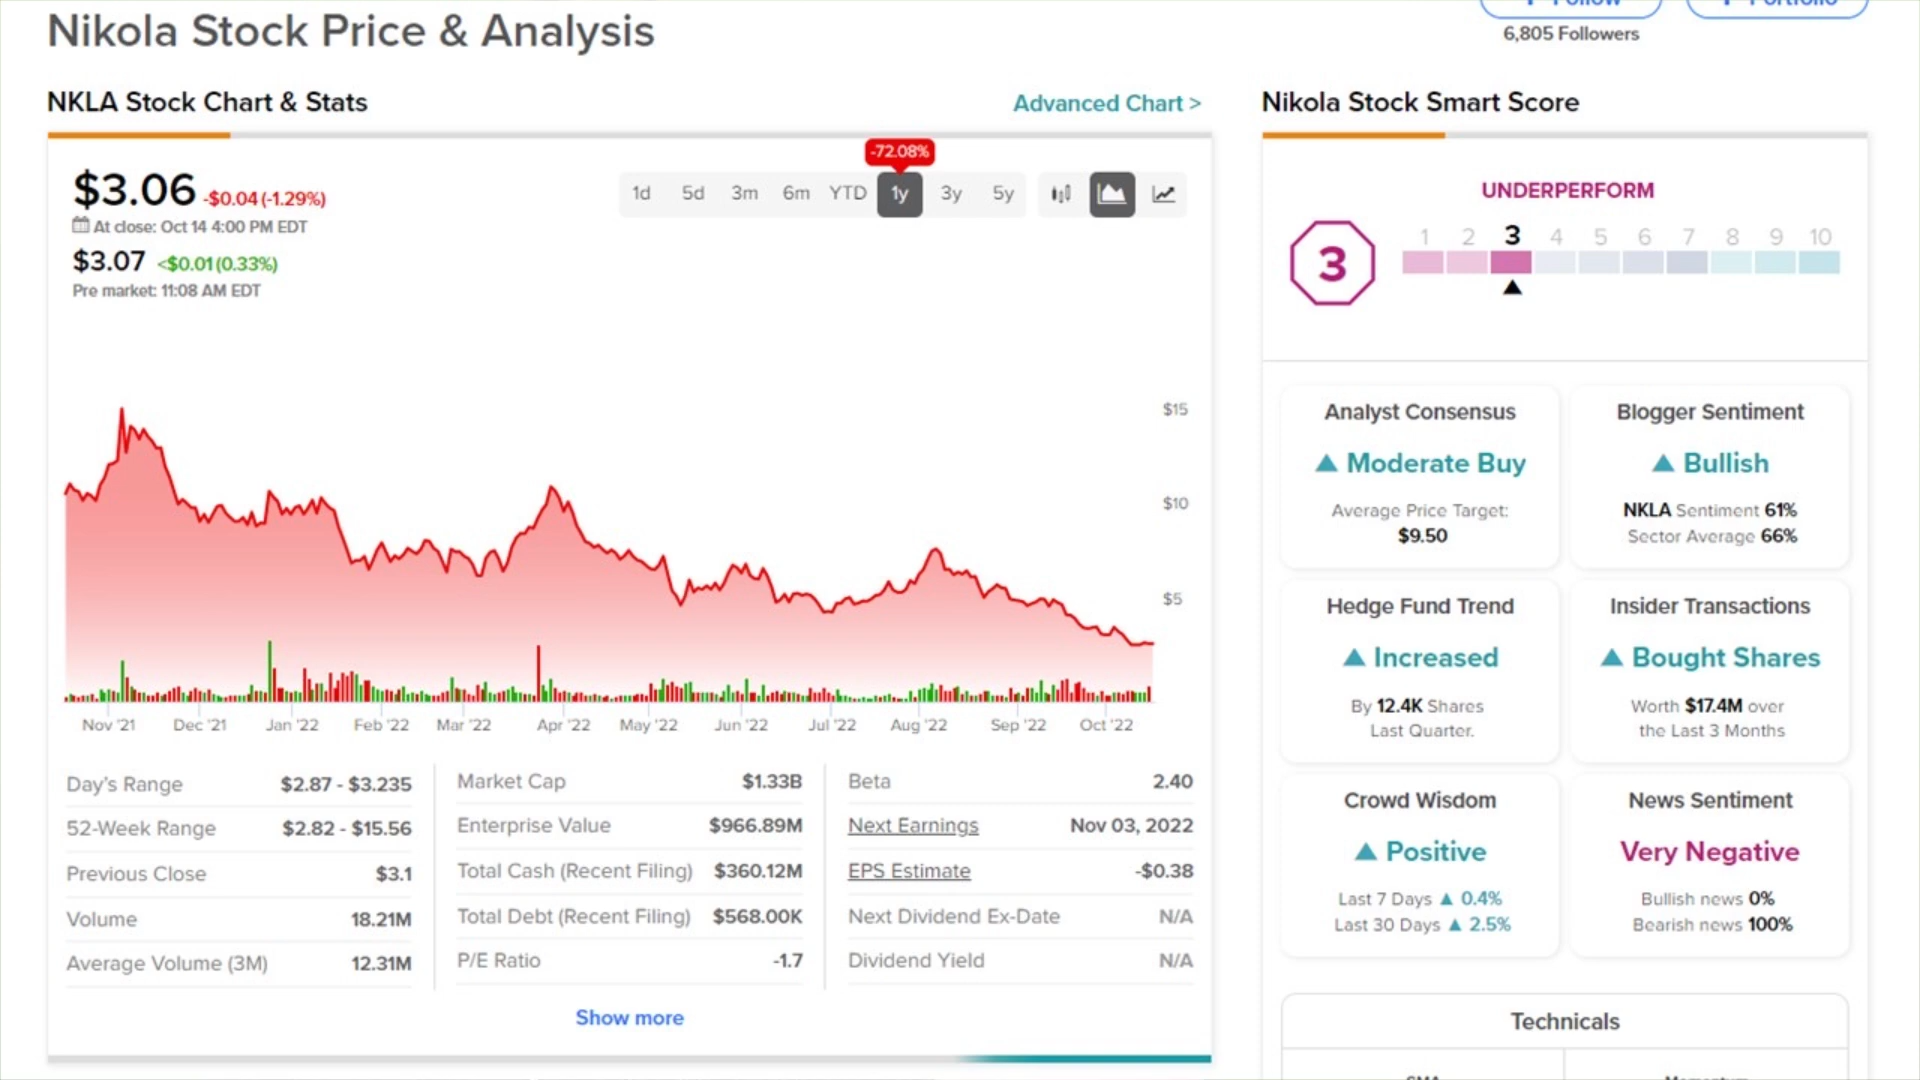 Nikola Stock Price & Analysis
Follow
Portfolio
6,805 Followers
NKLA Stock Chart & Stats
Advanced Chart >
$3.06 -$0.04 (-1.29%)
At close: Oct 14 4:00 PM EDT
$3.07 <$0.01 (0.33%)
Pre market: 11:08 AM EDT
-72.08%
1d 5d 3m 6m YTD 1y 3y 5y
$15
$10
$5
Nov '21 Dec '21 Jan '22 Feb '22 Mar '22 Apr '22 May '22 Jun '22 Jul '22 Aug '22 Sep '22 Oct '22
Day's Range $2.87 - $3.235
52-Week Range $2.82 - $15.56
Previous Close $3.1
Volume 18.21M
Average Volume (3M) 12.31M
Market Cap $1.33B
Enterprise Value $966.89M
Total Cash (Recent Filing) $360.12M
Total Debt (Recent Filing) $568.00K
P/E Ratio -1.7
Beta 2.40
Next Earnings Nov 03, 2022
EPS Estimate -$0.38
Next Dividend Ex-Date N/A
Dividend Yield N/A
Show more
Nikola Stock Smart Score
UNDERPERFORM
3
1 2 3 4 5 6 7 8 9 10
Analyst Consensus
Moderate Buy
Average Price Target:
$9.50
Blogger Sentiment
Bullish
NKLA Sentiment 61%
Sector Average 66%
Hedge Fund Trend
Increased
By 12.4K Shares
Last Quarter.
Insider Transactions
Bought Shares
Worth $17.4M over
the Last 3 Months
Crowd Wisdom
Positive
Last 7 Days ▲ 0.4%
Last 30 Days ▲ 2.5%
News Sentiment
Very Negative
Bullish news 0%
Bearish news 100%
Technicals